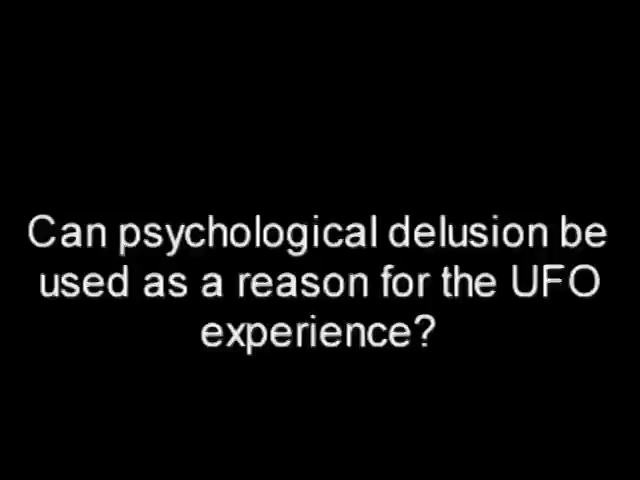 Can psychological delusion be
used as a reason for the UFO
experience?